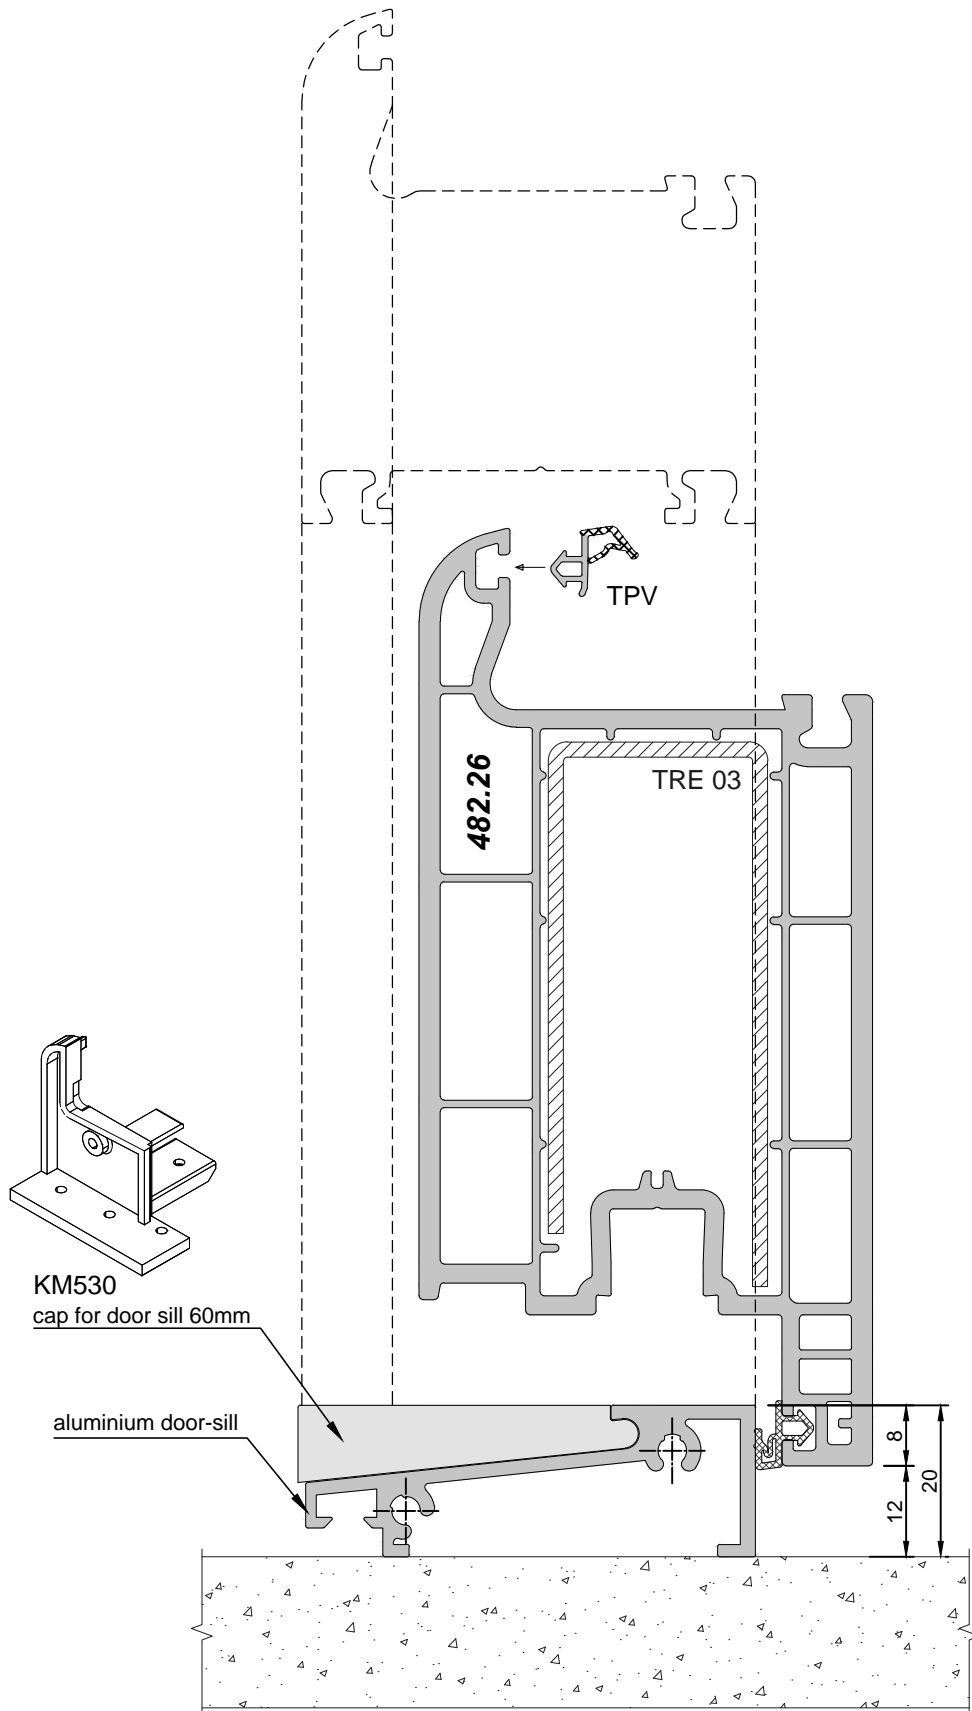 TPV
TRE 03
482.26
KM530
cap for door sill 60mm
aluminium door-sill
8
12
20